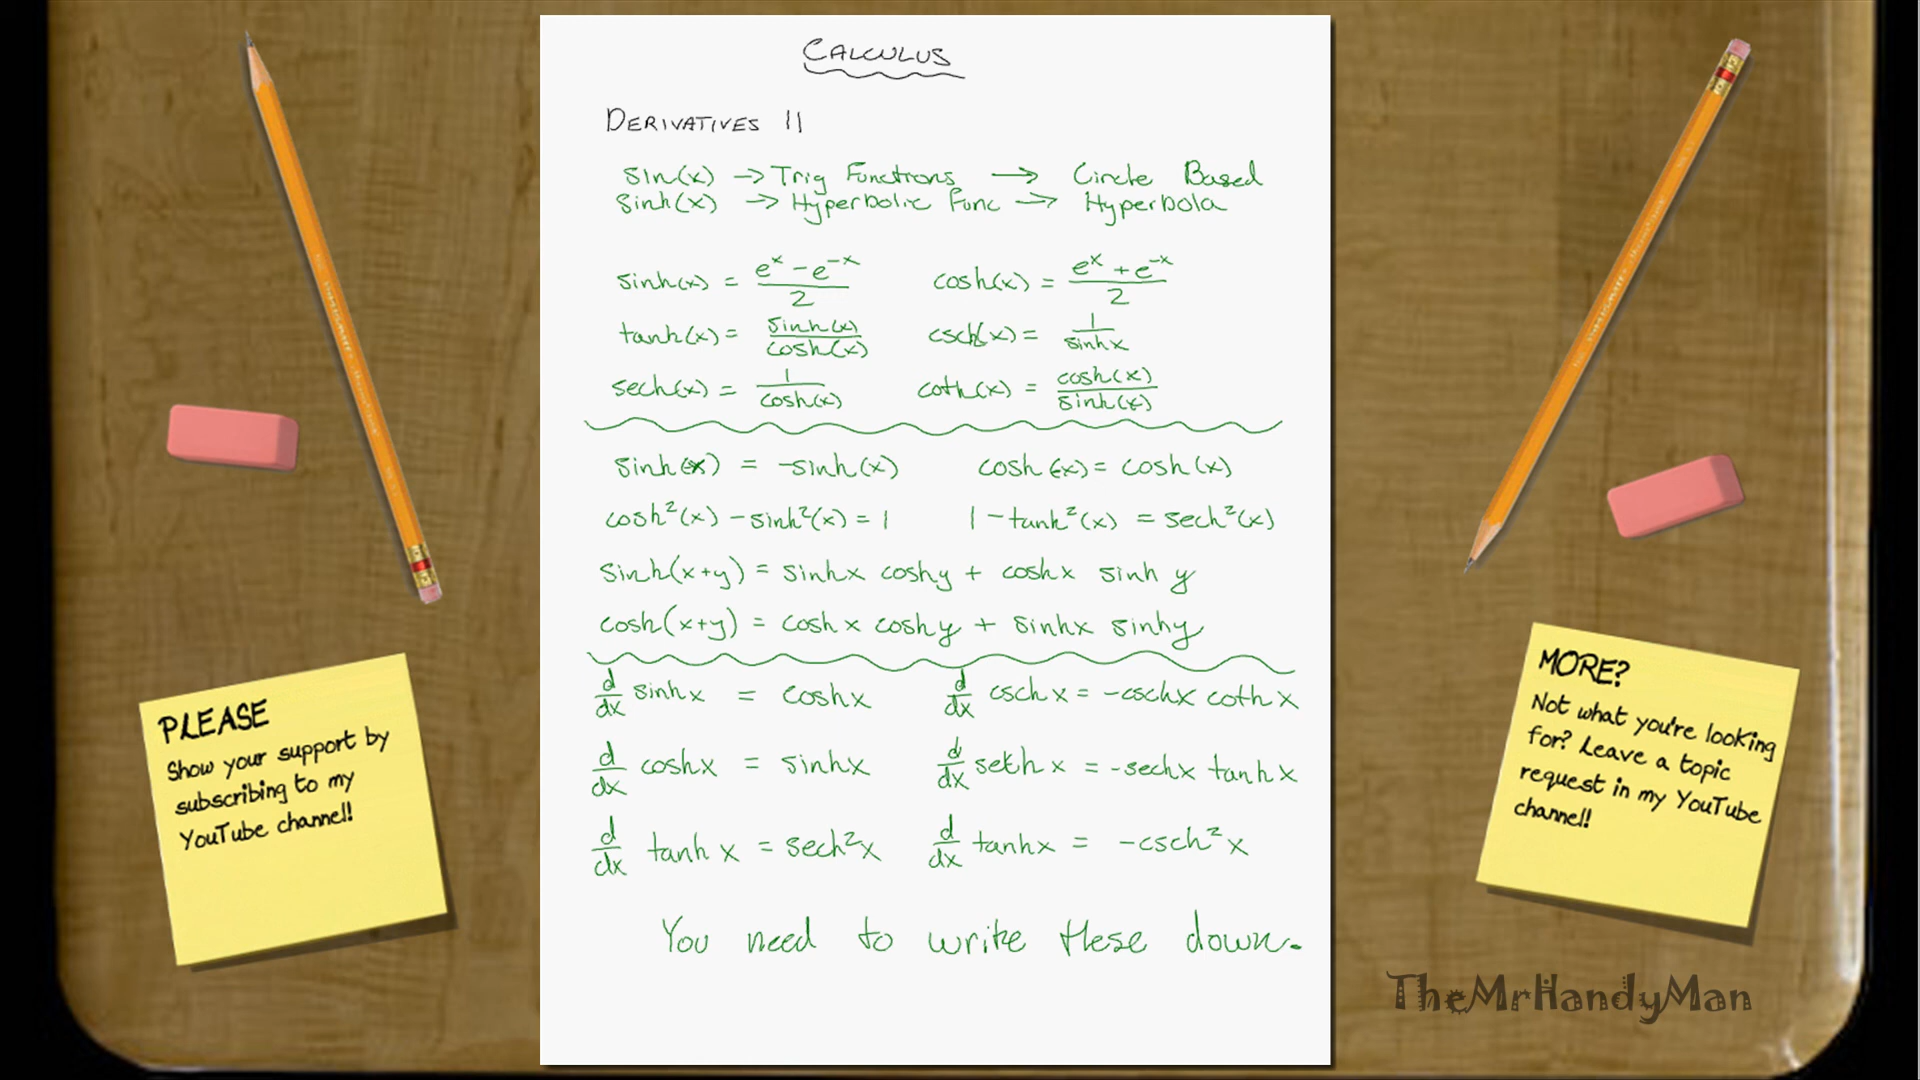 CALCULUS
DERIVATIVES 11
sin(x) → Trig Functions → Circle Based
sinh(x) → Hyperbolic Func → Hyperbola
sinh(x) = (e^x - e^-x)/2    cosh(x) = (e^x + e^-x)/2
tanh(x) = sinh(x)/cosh(x)    csch(x) = 1/sinhx
sech(x) = 1/cosh(x)    coth(x) = cosh(x)/sinh(x)
sinh(-x) = -sinh(x)    cosh(-x) = cosh(x)
cosh²(x) - sinh²(x) = 1    1 - tanh²(x) = sech²(x)
sinh(x+y) = sinhx coshy + coshx sinh y
cosh(x+y) = coshx coshy + sinhx sinhy
d/dx sinhx = coshx    d/dx cschx = -cschx cothx
d/dx coshx = sinhx    d/dx sechx = -sechx tanhx
d/dx tanhx = sech²x    d/dx tanhx = -csch²x
You need to write these down.
PLEASE
Show your support by
subscribing to my
YouTube channel!
MORE?
Not what you're looking
for? Leave a topic
request in my YouTube
channel!
TheMrHandyMan